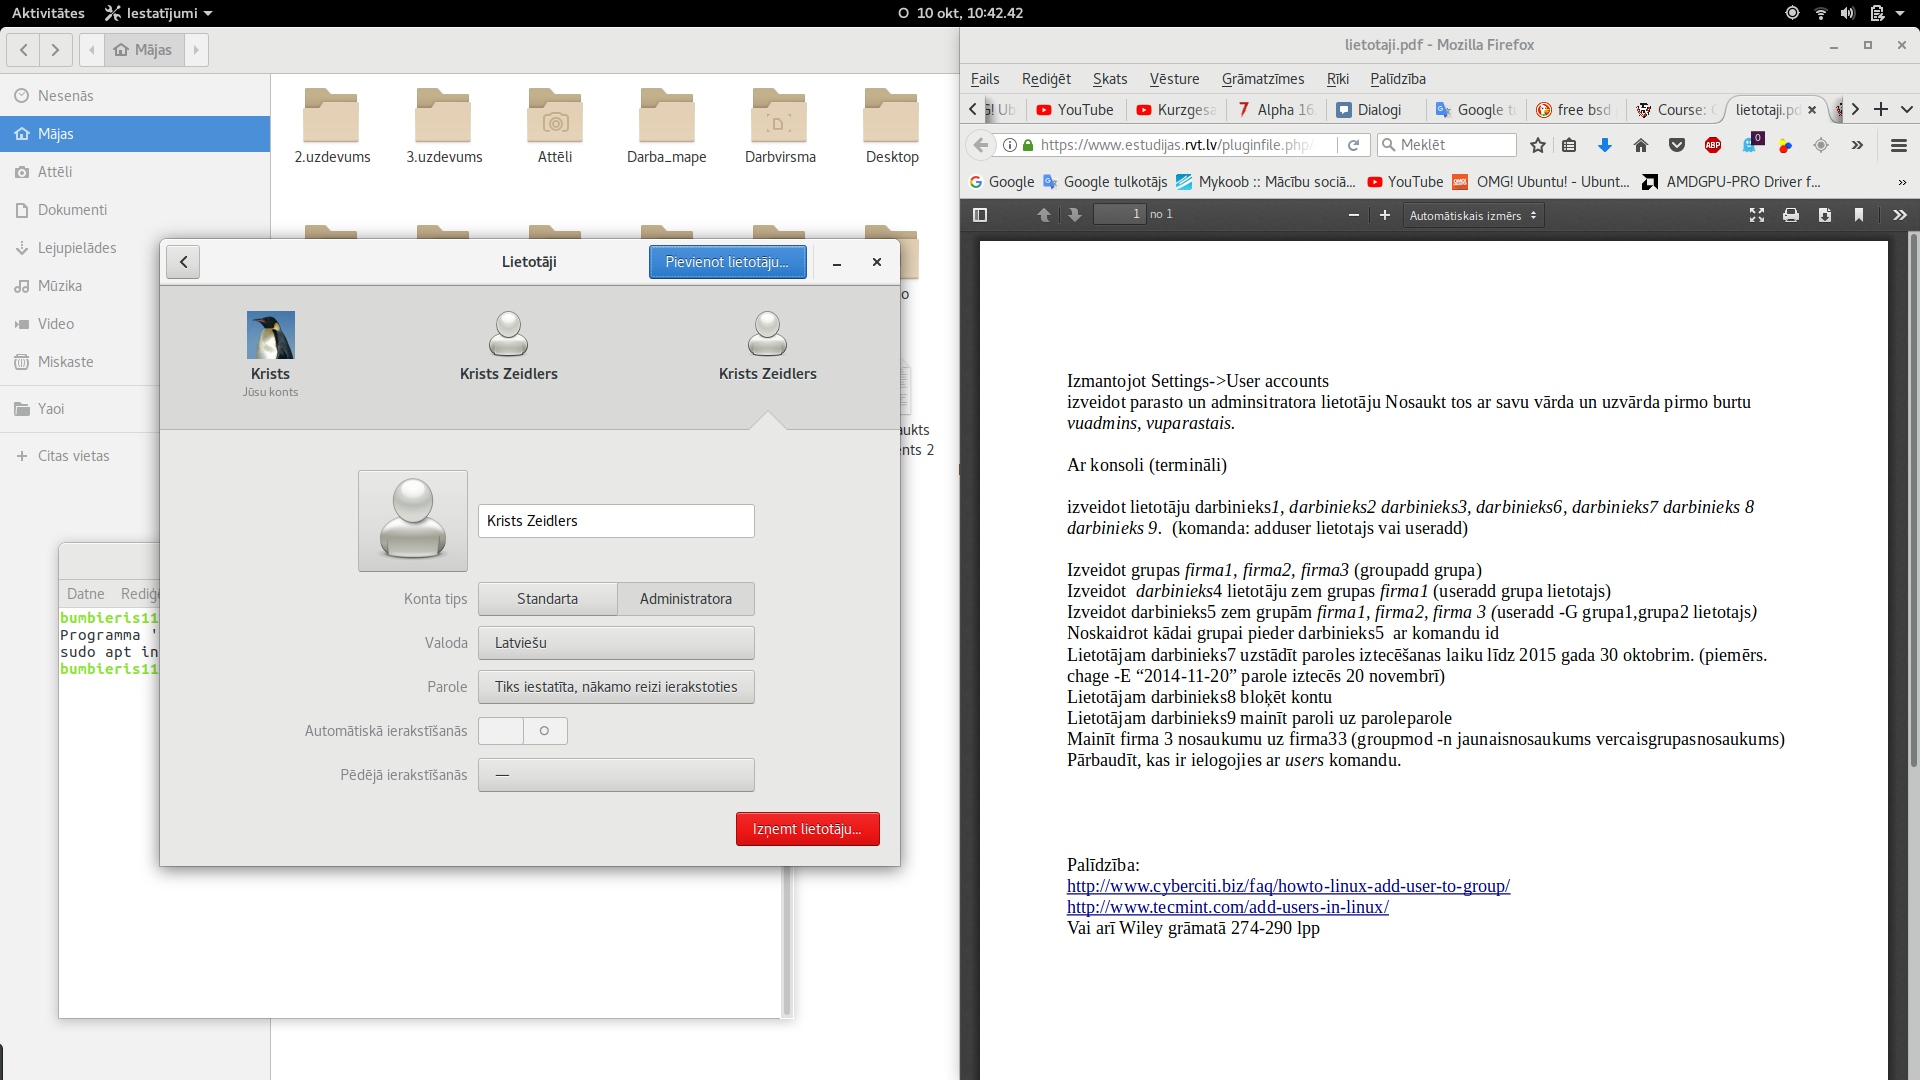 Aktivitātes
Iestatījumi
10 okt, 10:42.42
Mājas
Nesenās
Mājas
Attēli
Dokumenti
Lejupielādes
Mūzika
Video
Miskaste
Yaoi
Citas vietas
2.uzdevums
3.uzdevums
Attēli
Darba_mape
Darbvirsma
Desktop
o
aukts
ents 2
Datne Rediģē
bumbieris11
Programma '
sudo apt in
bumbieris11
Lietotāji
Pievienot lietotāju...
Krists
Jūsu konts
Krists Zeidlers
Krists Zeidlers
Krists Zeidlers
Konta tips Standarta Administratora
Valoda Latviešu
Parole Tiks iestatīta, nākamo reizi ierakstoties
Automātiskā ierakstīšanās O
Pēdējā ierakstīšanās —
Izņemt lietotāju...
lietotaji.pdf - Mozilla Firefox
Fails Rediģēt Skats Vēsture Grāmatzīmes Rīki Palīdzība
G! Ub YouTube Kurzgesa Alpha 16. Dialogi Google tu free bsd Course: lietotaji.pd
https://www.estudijas.rvt.lv/pluginfile.php/ Meklēt ABP 0
Google Google tulkotājs Mykoob :: Mācību sociā... YouTube OMG! Ubuntu! - Ubunt... AMDGPU-PRO Driver f...
1 no 1 Automātiskais izmērs
Izmantojot Settings->User accounts
izveidot parasto un adminsitratora lietotāju Nosaukt tos ar savu vārda un uzvārda pirmo burtu
vuadmins, vuparastais.
Ar konsoli (termināli)
izveidot lietotāju darbinieks1, darbinieks2 darbinieks3, darbinieks6, darbinieks7 darbinieks 8
darbinieks 9. (komanda: adduser lietotajs vai useradd)
Izveidot grupas firma1, firma2, firma3 (groupadd grupa)
Izveidot darbinieks4 lietotāju zem grupas firma1 (useradd grupa lietotajs)
Izveidot darbinieks5 zem grupām firma1, firma2, firma 3 (useradd -G grupa1,grupa2 lietotajs)
Noskaidrot kādai grupai pieder darbinieks5 ar komandu id
Lietotājam darbinieks7 uzstādīt paroles iztecēšanas laiku līdz 2015 gada 30 oktobrim. (piemērs.
chage -E “2014-11-20” parole iztecēs 20 novembrī)
Lietotājam darbinieks8 bloķēt kontu
Lietotājam darbinieks9 mainīt paroli uz paroleparole
Mainīt firma 3 nosaukumu uz firma33 (groupmod -n jaunaisnosaukums vercaisgrupasnosaukums)
Pārbaudīt, kas ir ielogojies ar users komandu.
Palīdzība:
http://www.cyberciti.biz/faq/howto-linux-add-user-to-group/
http://www.tecmint.com/add-users-in-linux/
Vai arī Wiley grāmatā 274-290 lpp